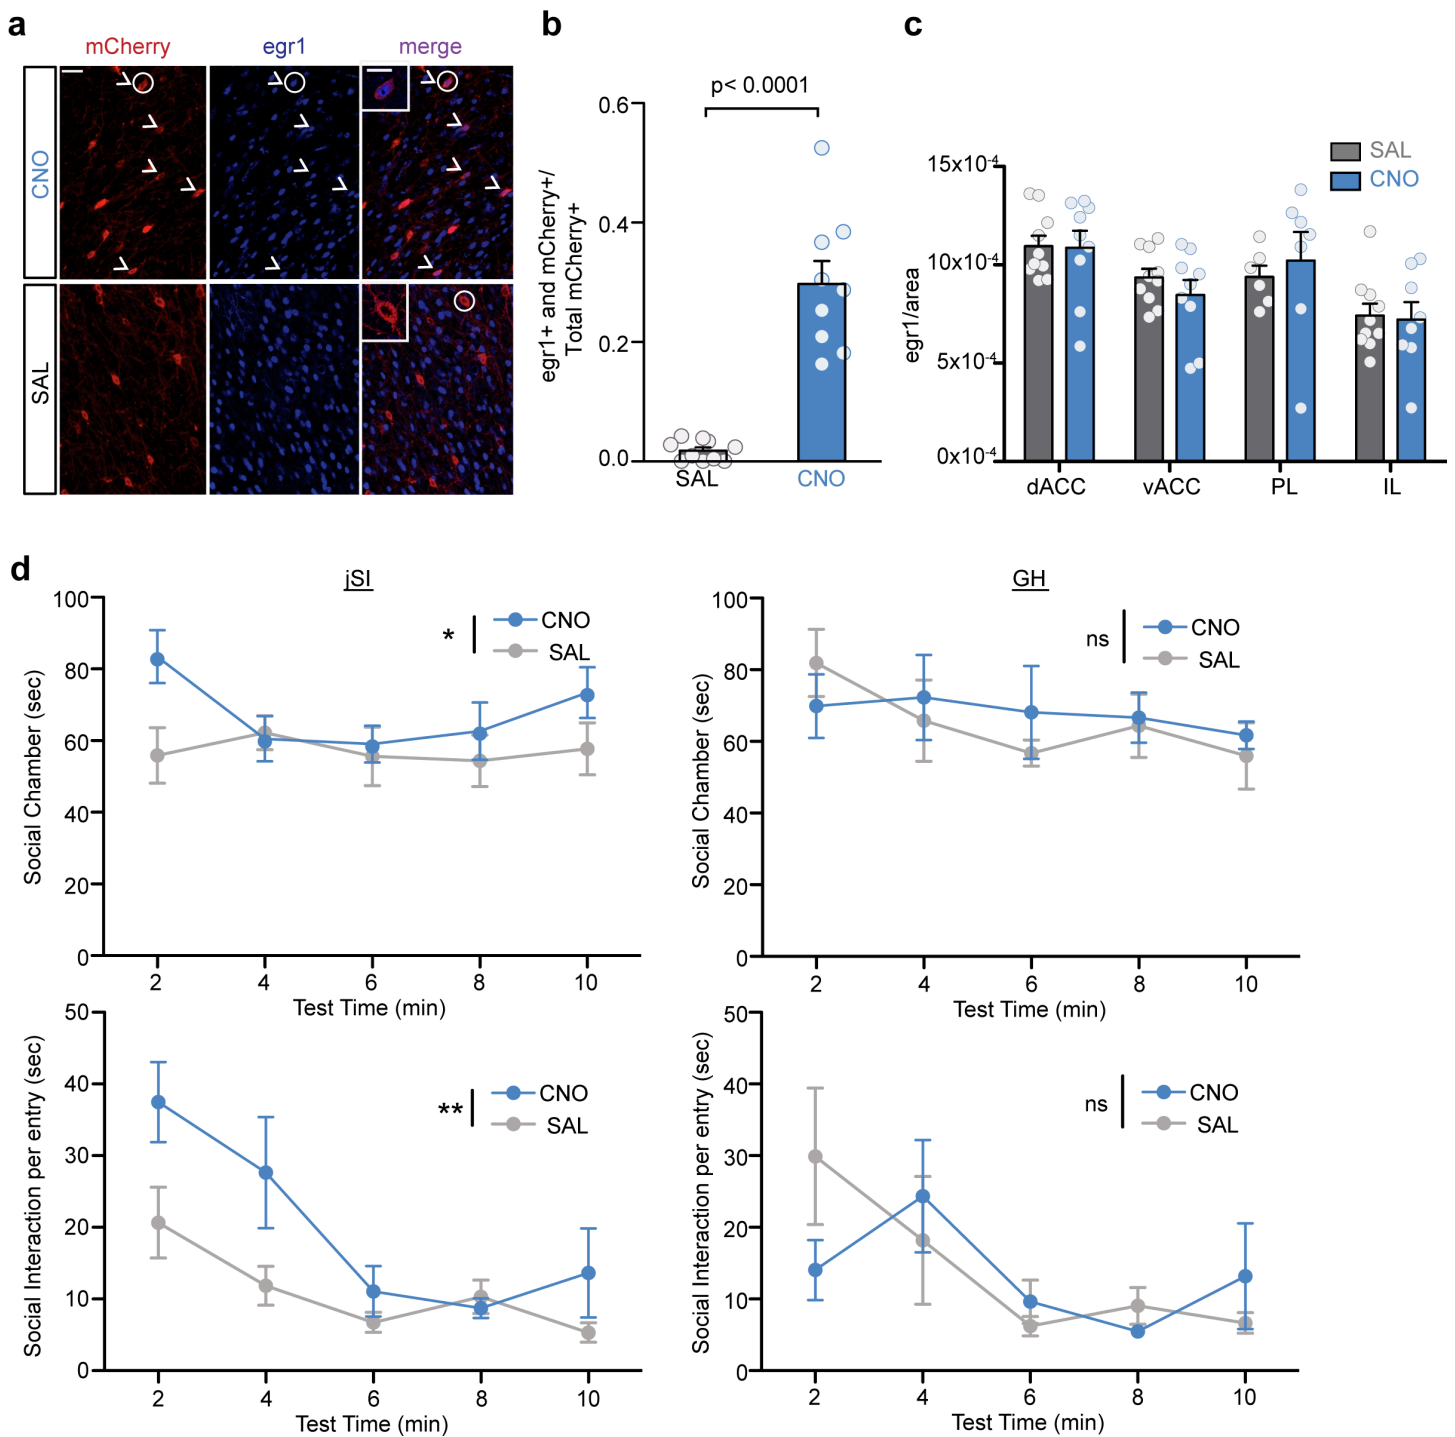 a
mCherry
egr1
merge
CNO
SAL
b
p< 0.0001
egr1+ and mCherry+/
Total mCherry+
0.6
0.4
0.2
0.0
SAL
CNO
c
SAL
CNO
egr1/area
15x10-4
10x10-4
5x10-4
0x10-4
dACC
vACC
PL
IL
d
jSI
Social Chamber (sec)
100
80
60
40
20
0
*
CNO
SAL
2
4
6
8
10
Test Time (min)
GH
Social Chamber (sec)
100
80
60
40
20
0
ns
CNO
SAL
2
4
6
8
10
Test Time (min)
Social Interaction per entry (sec)
50
40
30
20
10
0
**
CNO
SAL
2
4
6
8
10
Test Time (min)
Social Interaction per entry (sec)
50
40
30
20
10
0
ns
CNO
SAL
2
4
6
8
10
Test Time (min)